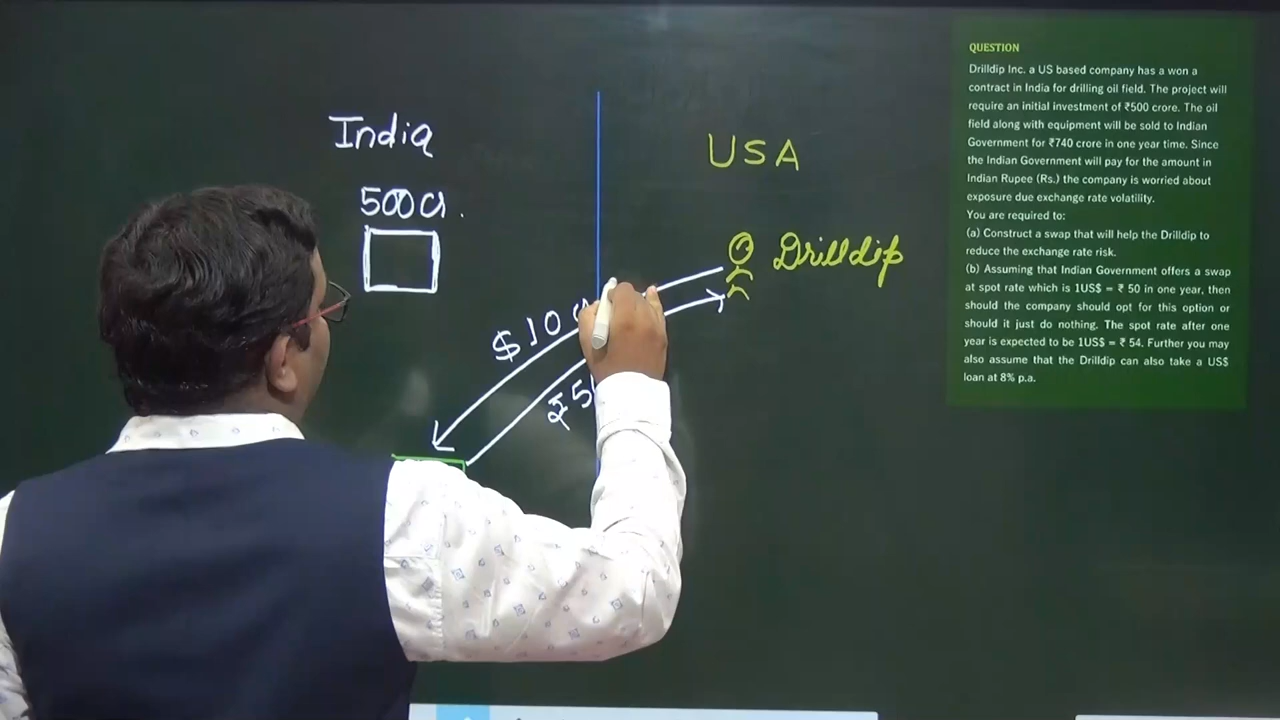 India
500 Cr.
USA
Drilldip
$10
₹5
QUESTION
Drilldip Inc. a US based company has a won a
contract in India for drilling oil field. The project will
require an initial investment of ₹500 crore. The oil
field along with equipment will be sold to Indian
Government for ₹740 crore in one year time. Since
the Indian Government will pay for the amount in
Indian Rupee (Rs.) the company is worried about
exposure due exchange rate volatility.
You are required to:
(a) Construct a swap that will help the Drilldip to
reduce the exchange rate risk.
(b) Assuming that Indian Government offers a swap
at spot rate which is 1US$ = ₹ 50 in one year, then
should the company should opt for this option or
should it just do nothing. The spot rate after one
year is expected to be 1US$ = ₹ 54. Further you may
also assume that the Drilldip can also take a US$
loan at 8% p.a.